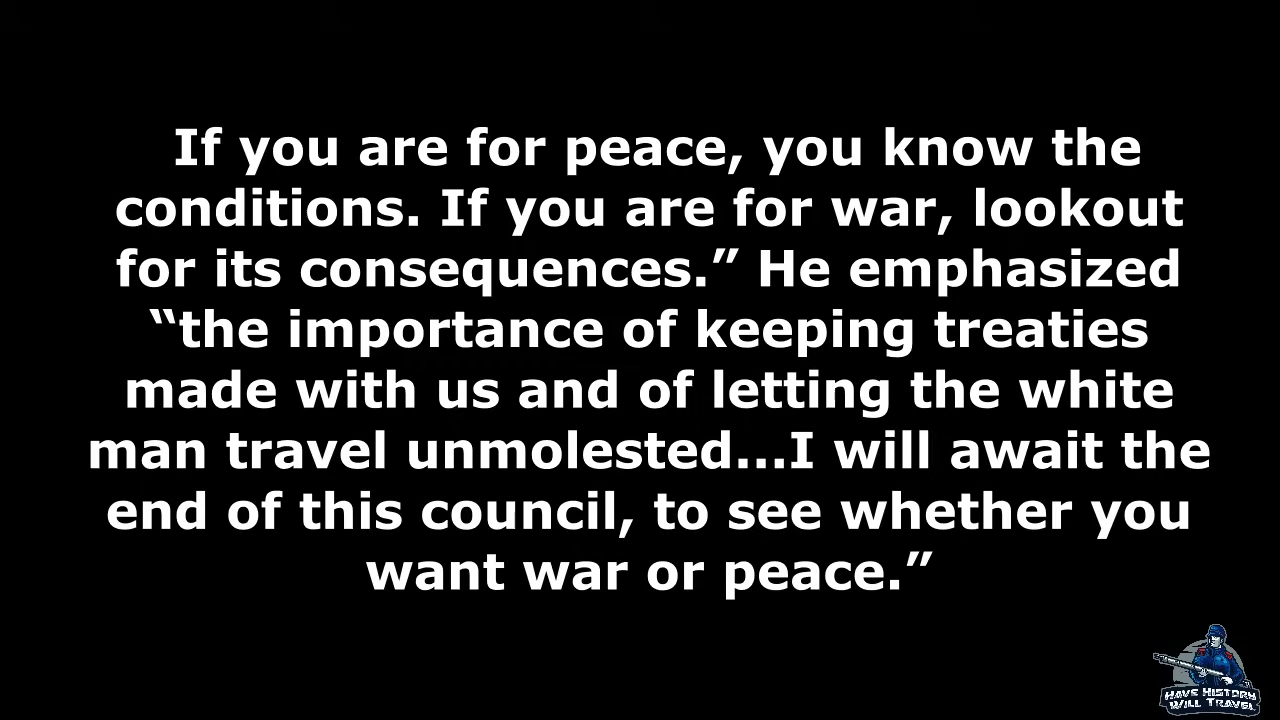 If you are for peace, you know the
conditions. If you are for war, lookout
for its consequences.” He emphasized
“the importance of keeping treaties
made with us and of letting the white
man travel unmolested...I will await the
end of this council, to see whether you
want war or peace.”
HAVE HISTORY
WILL TRAVEL